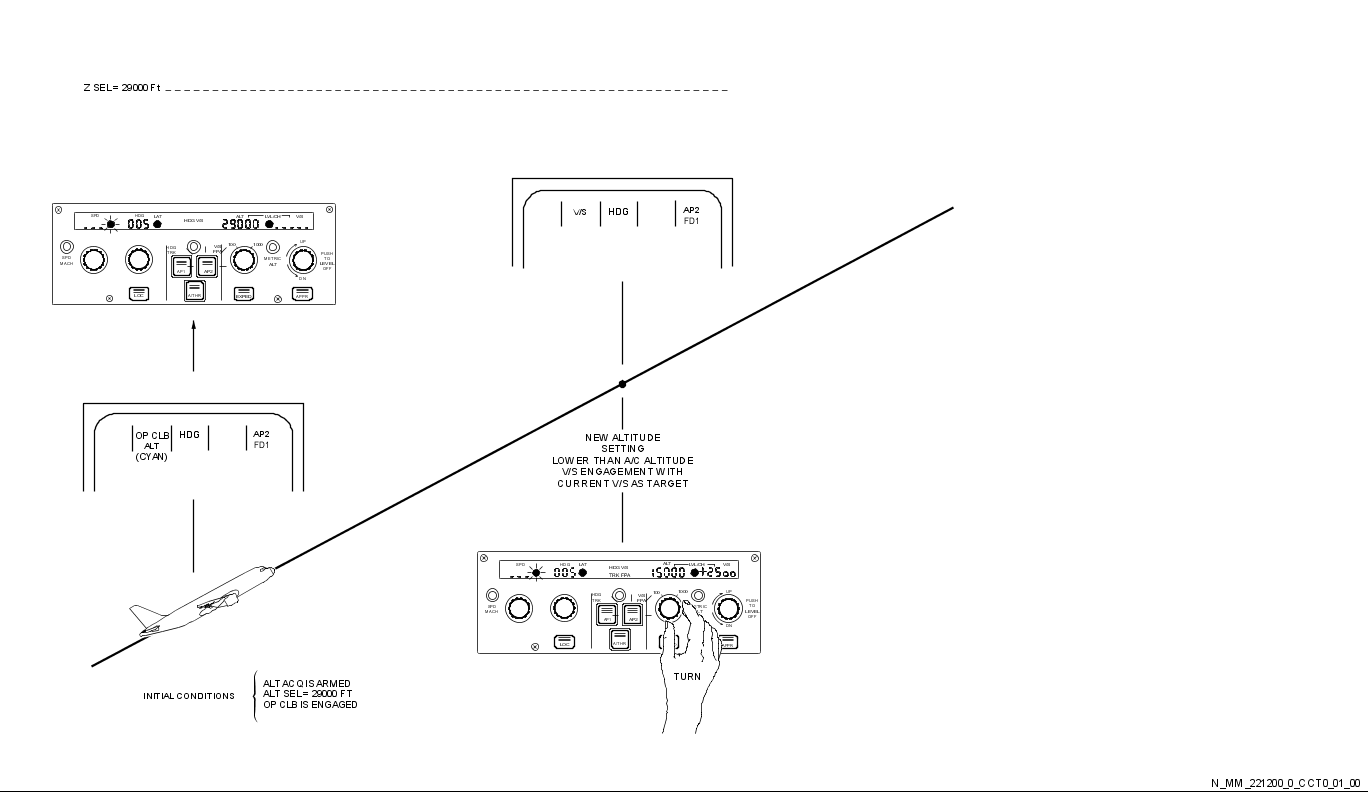 Z SEL= 29000 Ft
SPD HDG LAT HDG V/S ALT LVL/CH V/S
005 29000
HDG TRK V/S FPA 100 1000 UP
SPD MACH AP1 AP2 METRIC ALT PUSH TO LEVEL OFF
DN
LOC A/THR EXPED APPR
V/S HDG AP2
FD1
OP CLB HDG AP2
ALT FD1
(CYAN)
NEW ALTITUDE
SETTING
LOWER THAN A/C ALTITUDE
V/S ENGAGEMENT WITH
CURRENT V/S AS TARGET
SPD HDG LAT HDG V/S ALT LVL/CH V/S
005 TRK FPA 15000 +2500
HDG TRK V/S FPA 100 1000 UP
SPD MACH AP1 AP2 TRIC T PUSH TO LEVEL OFF
DN
LOC A/THR APPR
TURN
INITIAL CONDITIONS
ALT ACQ IS ARMED
ALT SEL= 29000 FT
OP CLB IS ENGAGED
N_MM_221200_0_CCT0_01_00